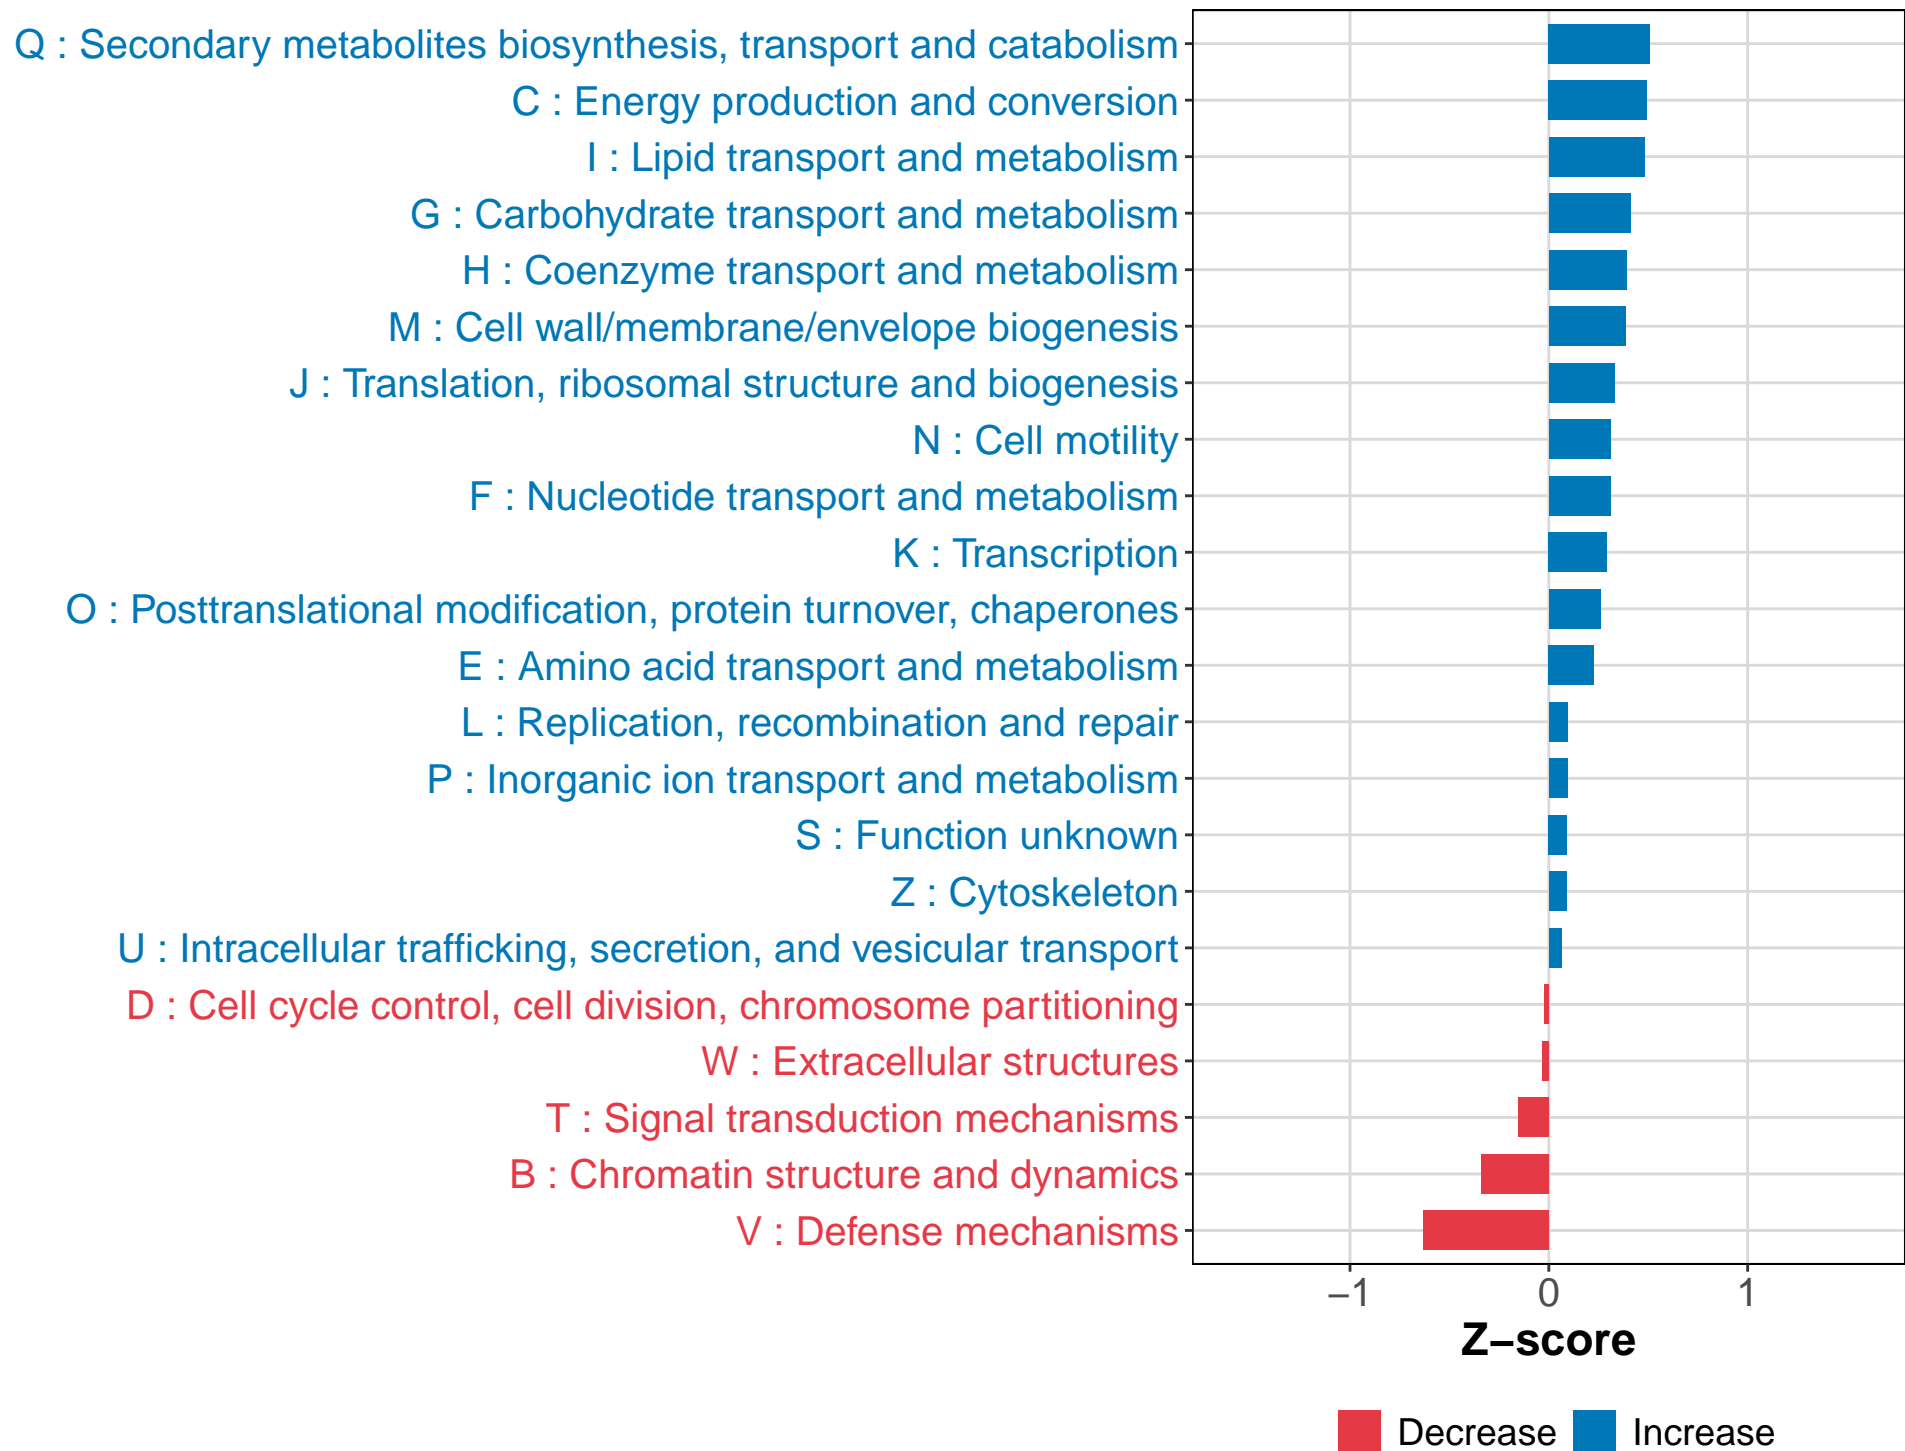 Q : Secondary metabolites biosynthesis, transport and catabolism
C : Energy production and conversion
I : Lipid transport and metabolism
G : Carbohydrate transport and metabolism
H : Coenzyme transport and metabolism
M : Cell wall/membrane/envelope biogenesis
J : Translation, ribosomal structure and biogenesis
N : Cell motility
F : Nucleotide transport and metabolism
K : Transcription
O : Posttranslational modification, protein turnover, chaperones
E : Amino acid transport and metabolism
L : Replication, recombination and repair
P : Inorganic ion transport and metabolism
S : Function unknown
Z : Cytoskeleton
U : Intracellular trafficking, secretion, and vesicular transport
D : Cell cycle control, cell division, chromosome partitioning
W : Extracellular structures
T : Signal transduction mechanisms
B : Chromatin structure and dynamics
V : Defense mechanisms
−1 0 1
Z−score
Decrease Increase